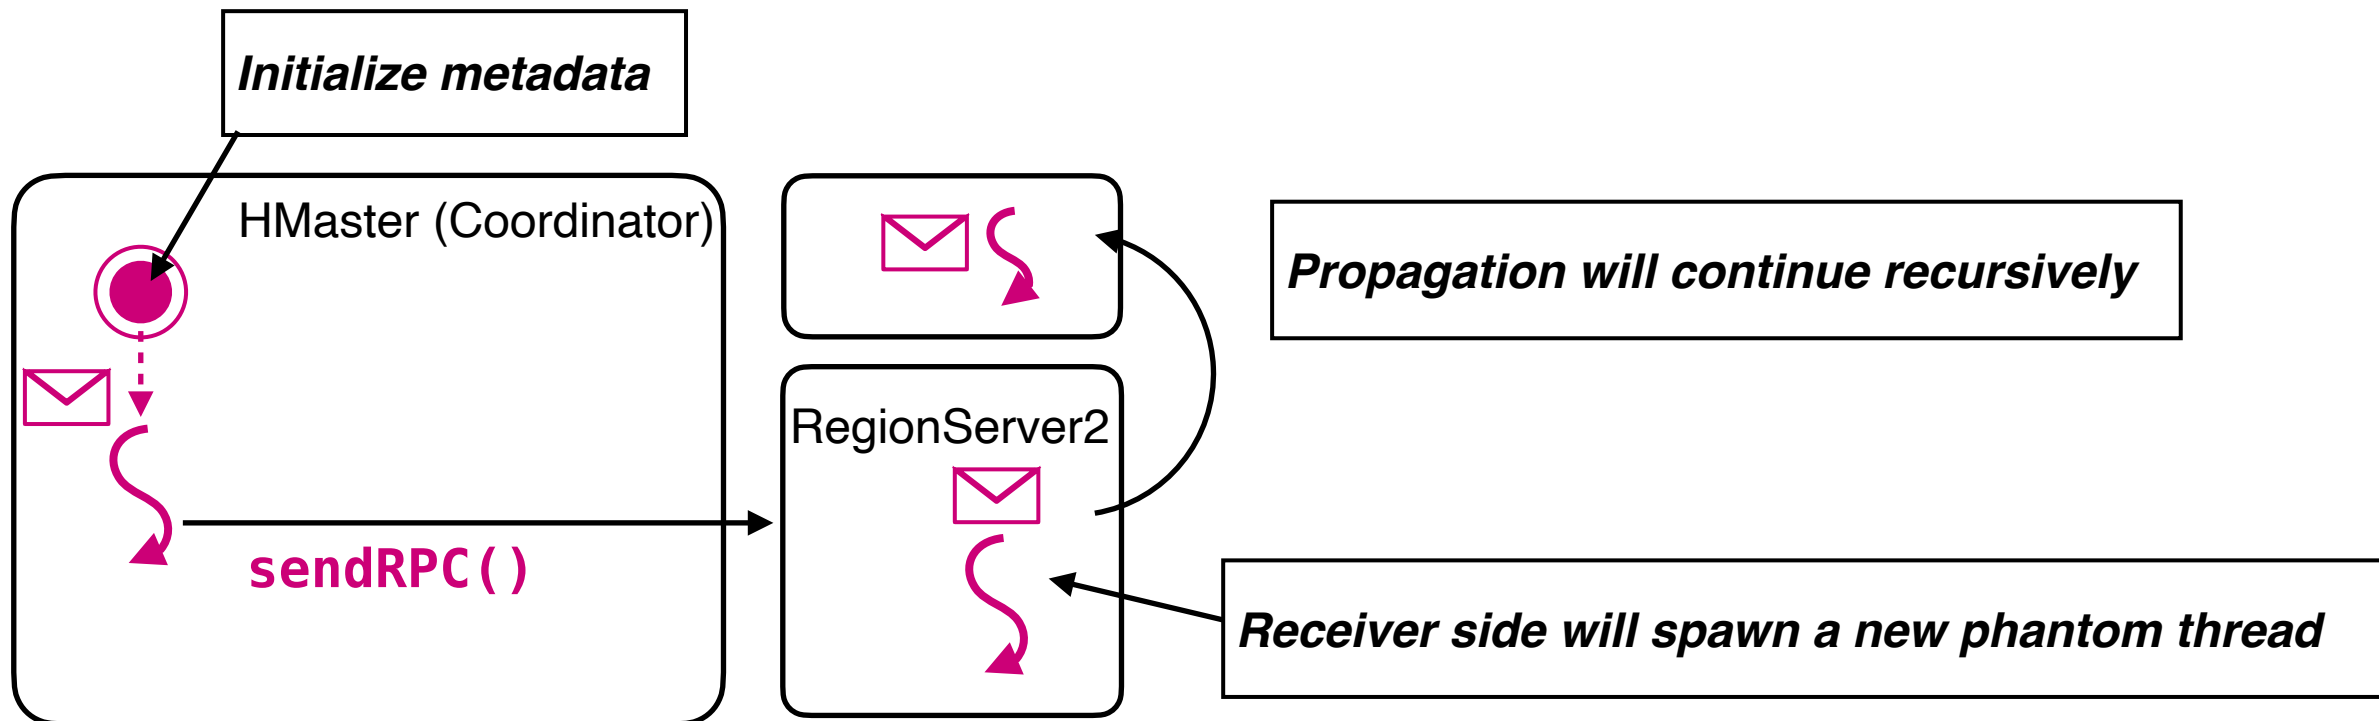 Initialize metadata
HMaster (Coordinator)
Propagation will continue recursively
RegionServer2
sendRPC()
Receiver side will spawn a new phantom thread